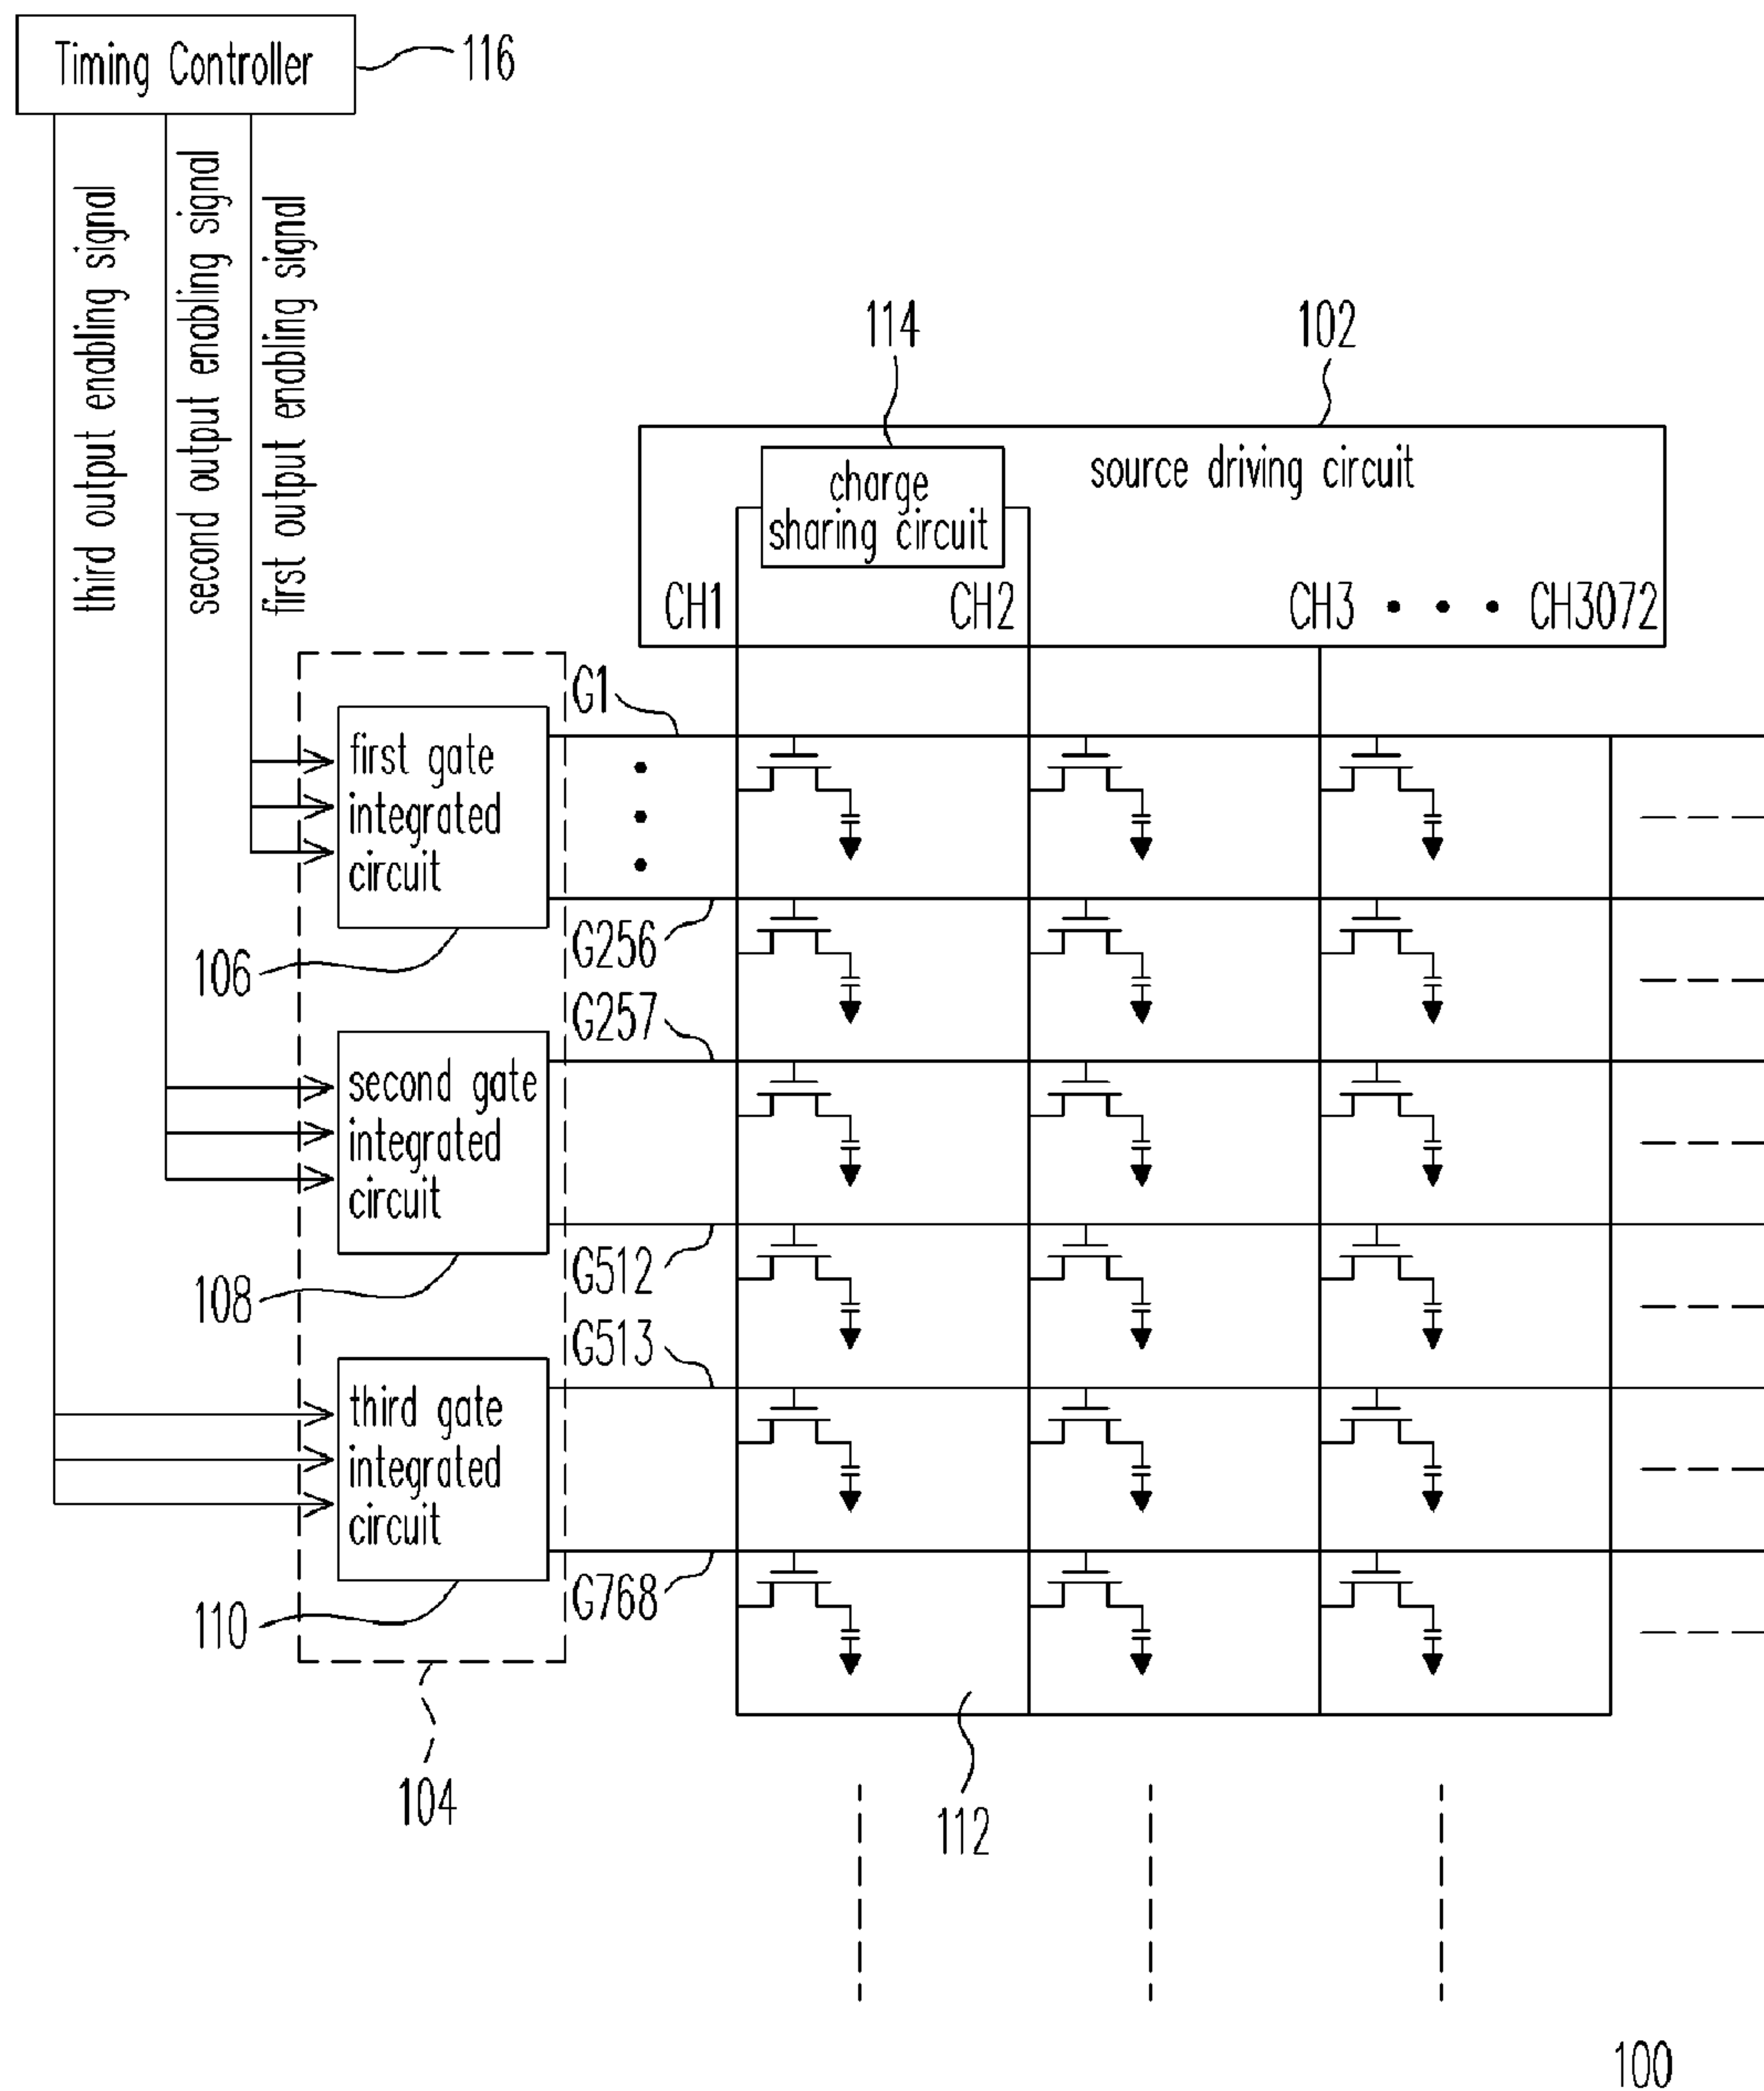 Timing Controller
116
third output enabling signal
second output enabling signal
first output enabling signal
114
102
charge
sharing circuit
source driving circuit
CH1
CH2
CH3 • • • CH3072
G1
first gate
integrated
circuit
106
G256
G257
second gate
integrated
circuit
108
G512
G513
third gate
integrated
circuit
110
G768
104
112
100